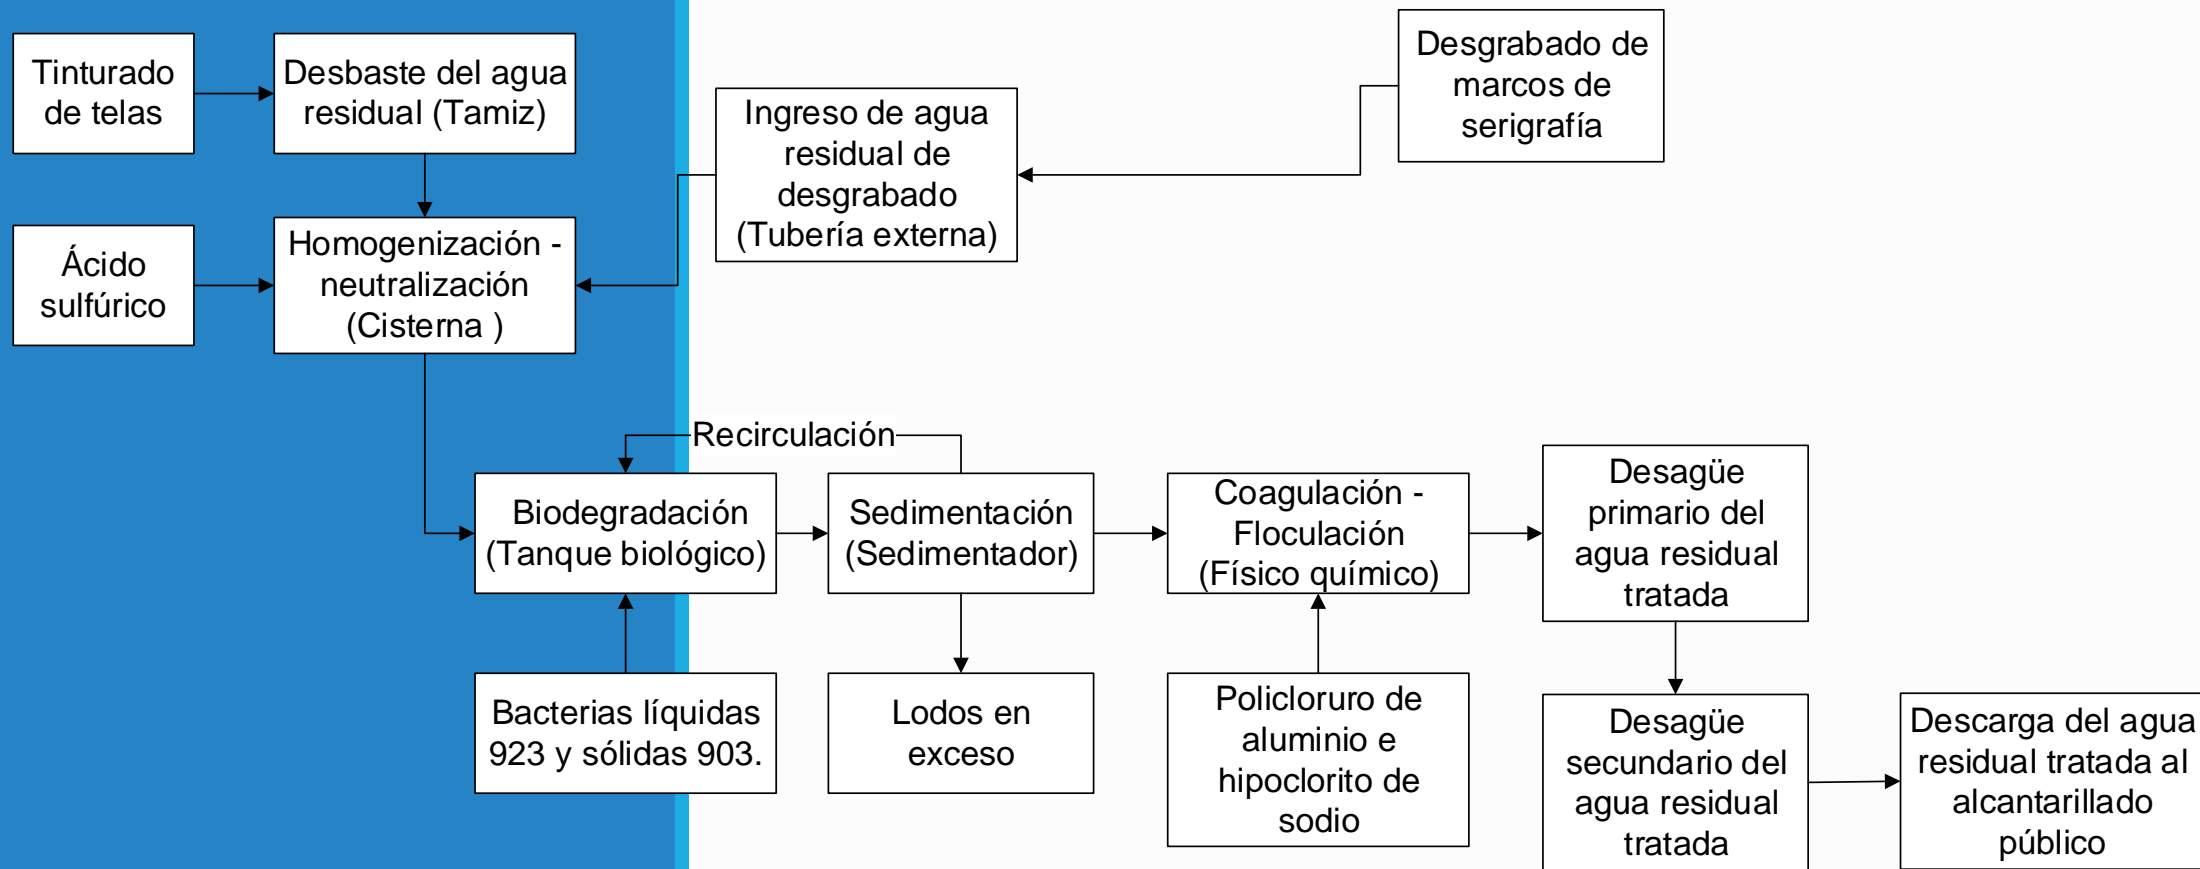 Tinturado
de telas
Desbaste del agua
residual (Tamiz)
Desgrabado de
marcos de
serigrafía
Ingreso de agua
residual de
desgrabado
(Tubería externa)
Ácido
sulfúrico
Homogenización -
neutralización
(Cisterna )
Recirculación
Biodegradación
(Tanque biológico)
Sedimentación
(Sedimentador)
Coagulación -
Floculación
(Físico químico)
Desagüe
primario del
agua residual
tratada
Bacterias líquidas
923 y sólidas 903.
Lodos en
exceso
Policloruro de
aluminio e
hipoclorito de
sodio
Desagüe
secundario del
agua residual
tratada
Descarga del agua
residual tratada al
alcantarillado
público